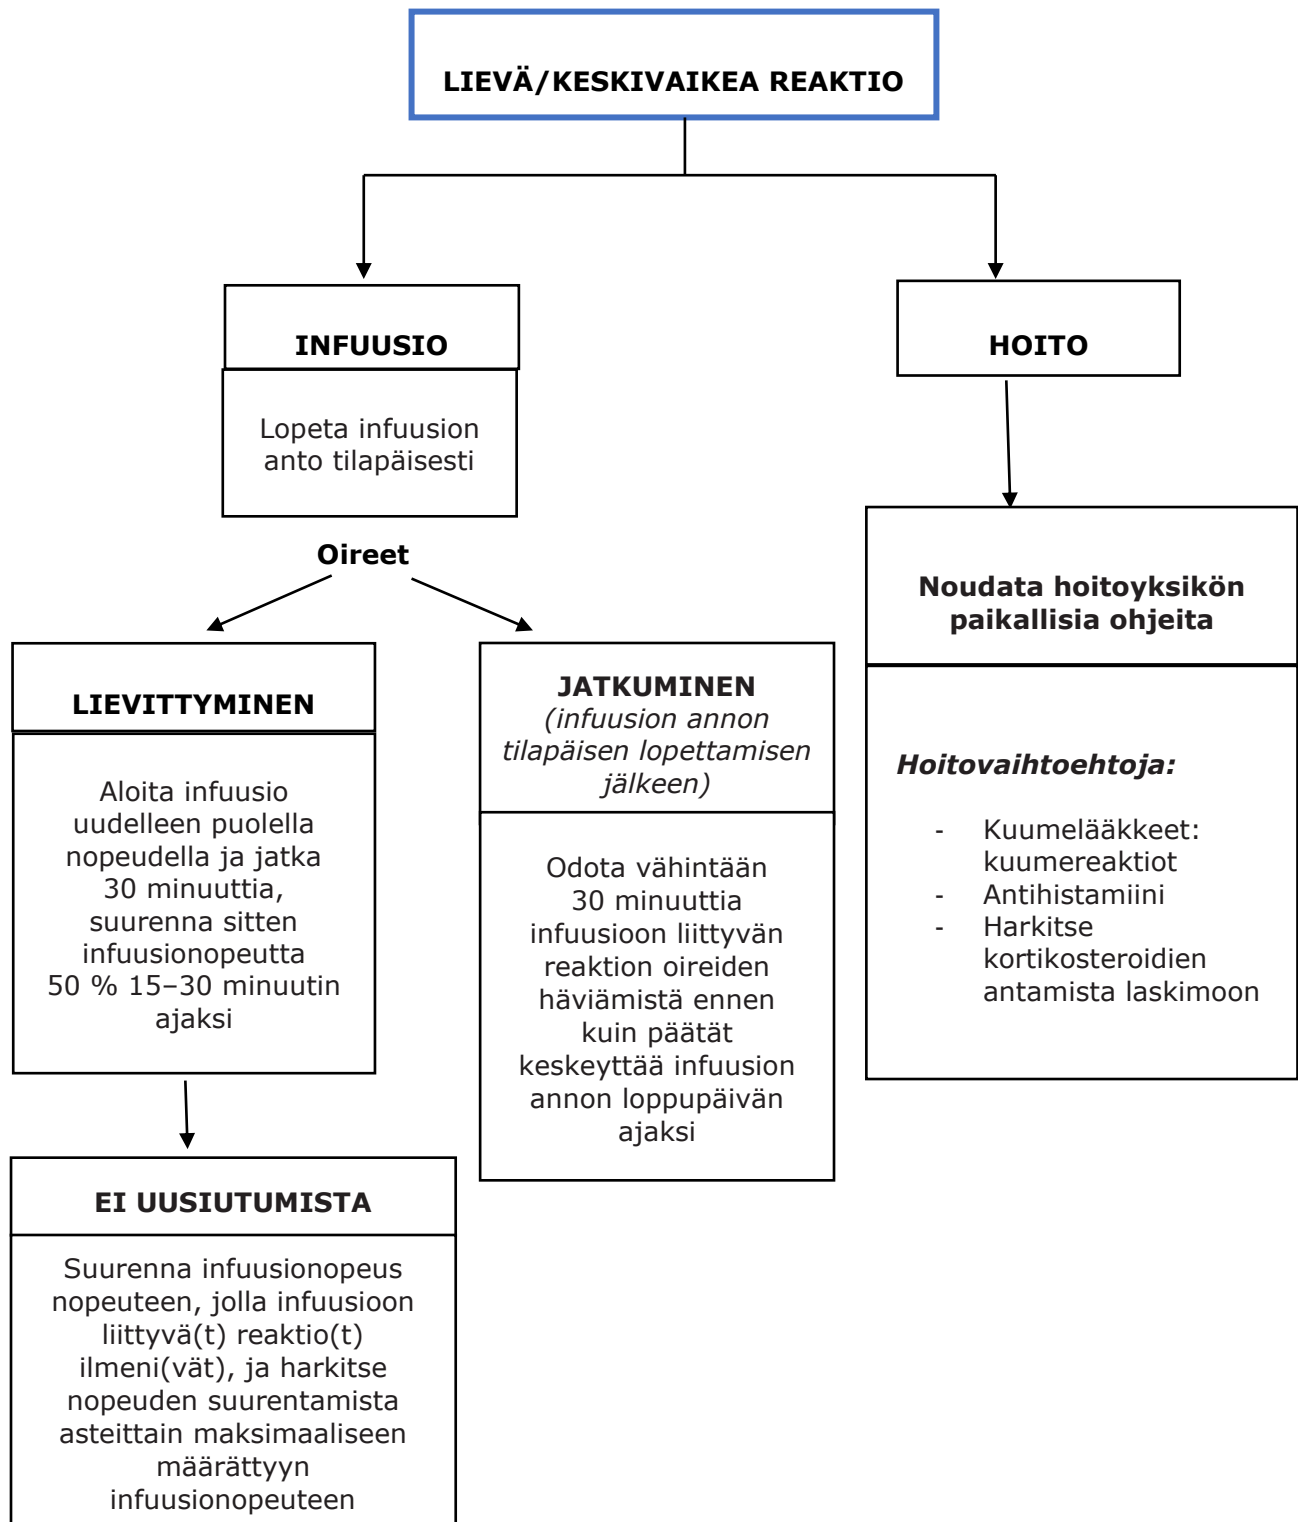 LIEVÄ/KESKIVAIKEA REAKTIO
INFUUSIO
Lopeta infuusion
anto tilapäisesti
Oireet
LIEVITTYMINEN
Aloita infuusio
uudelleen puolella
nopeudella ja jatka
30 minuuttia,
suurenna sitten
infuusionopeutta
50 % 15–30 minuutin
ajaksi
EI UUSIUTUMISTA
Suurenna infuusionopeus
nopeuteen, jolla infuusioon
liittyvä(t) reaktio(t)
ilmeni(vät), ja harkitse
nopeuden suurentamista
asteittain maksimaaliseen
määrättyyn
infuusionopeuteen
JATKUMINEN
(infuusion annon
tilapäisen lopettamisen
jälkeen)
Odota vähintään
30 minuuttia
infuusioon liittyvän
reaktion oireiden
häviämistä ennen
kuin päätät
keskeyttää infuusion
annon loppupäivän
ajaksi
HOITO
Noudata hoitoyksikön
paikallisia ohjeita
Hoitovaihtoehtoja:
- Kuumelääkkeet:
kuumereaktiot
- Antihistamiini
- Harkitse
kortikosteroidien
antamista laskimoon